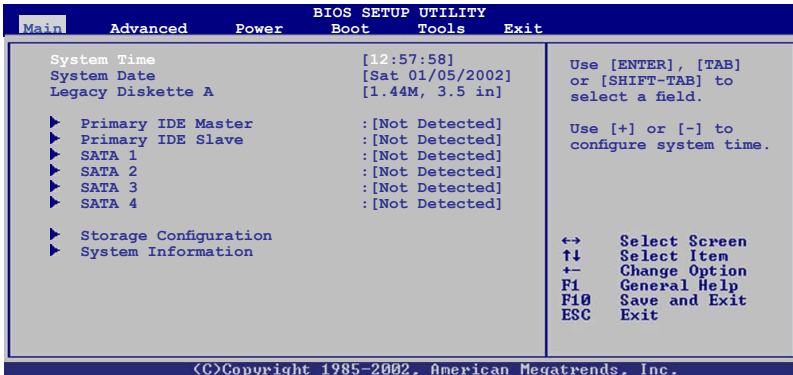 BIOS SETUP UTILITY
Main Advanced Power Boot Tools Exit
System Time [12:57:58]
System Date [Sat 01/05/2002]
Legacy Diskette A [1.44M, 3.5 in]
Primary IDE Master :[Not Detected]
Primary IDE Slave :[Not Detected]
SATA 1 :[Not Detected]
SATA 2 :[Not Detected]
SATA 3 :[Not Detected]
SATA 4 :[Not Detected]
Storage Configuration
System Information
Use [ENTER], [TAB]
or [SHIFT-TAB] to
select a field.
Use [+] or [-] to
configure system time.
↔ Select Screen
↑↓ Select Item
+- Change Option
F1 General Help
F10 Save and Exit
ESC Exit
(C)Copyright 1985-2002, American Megatrends, Inc.